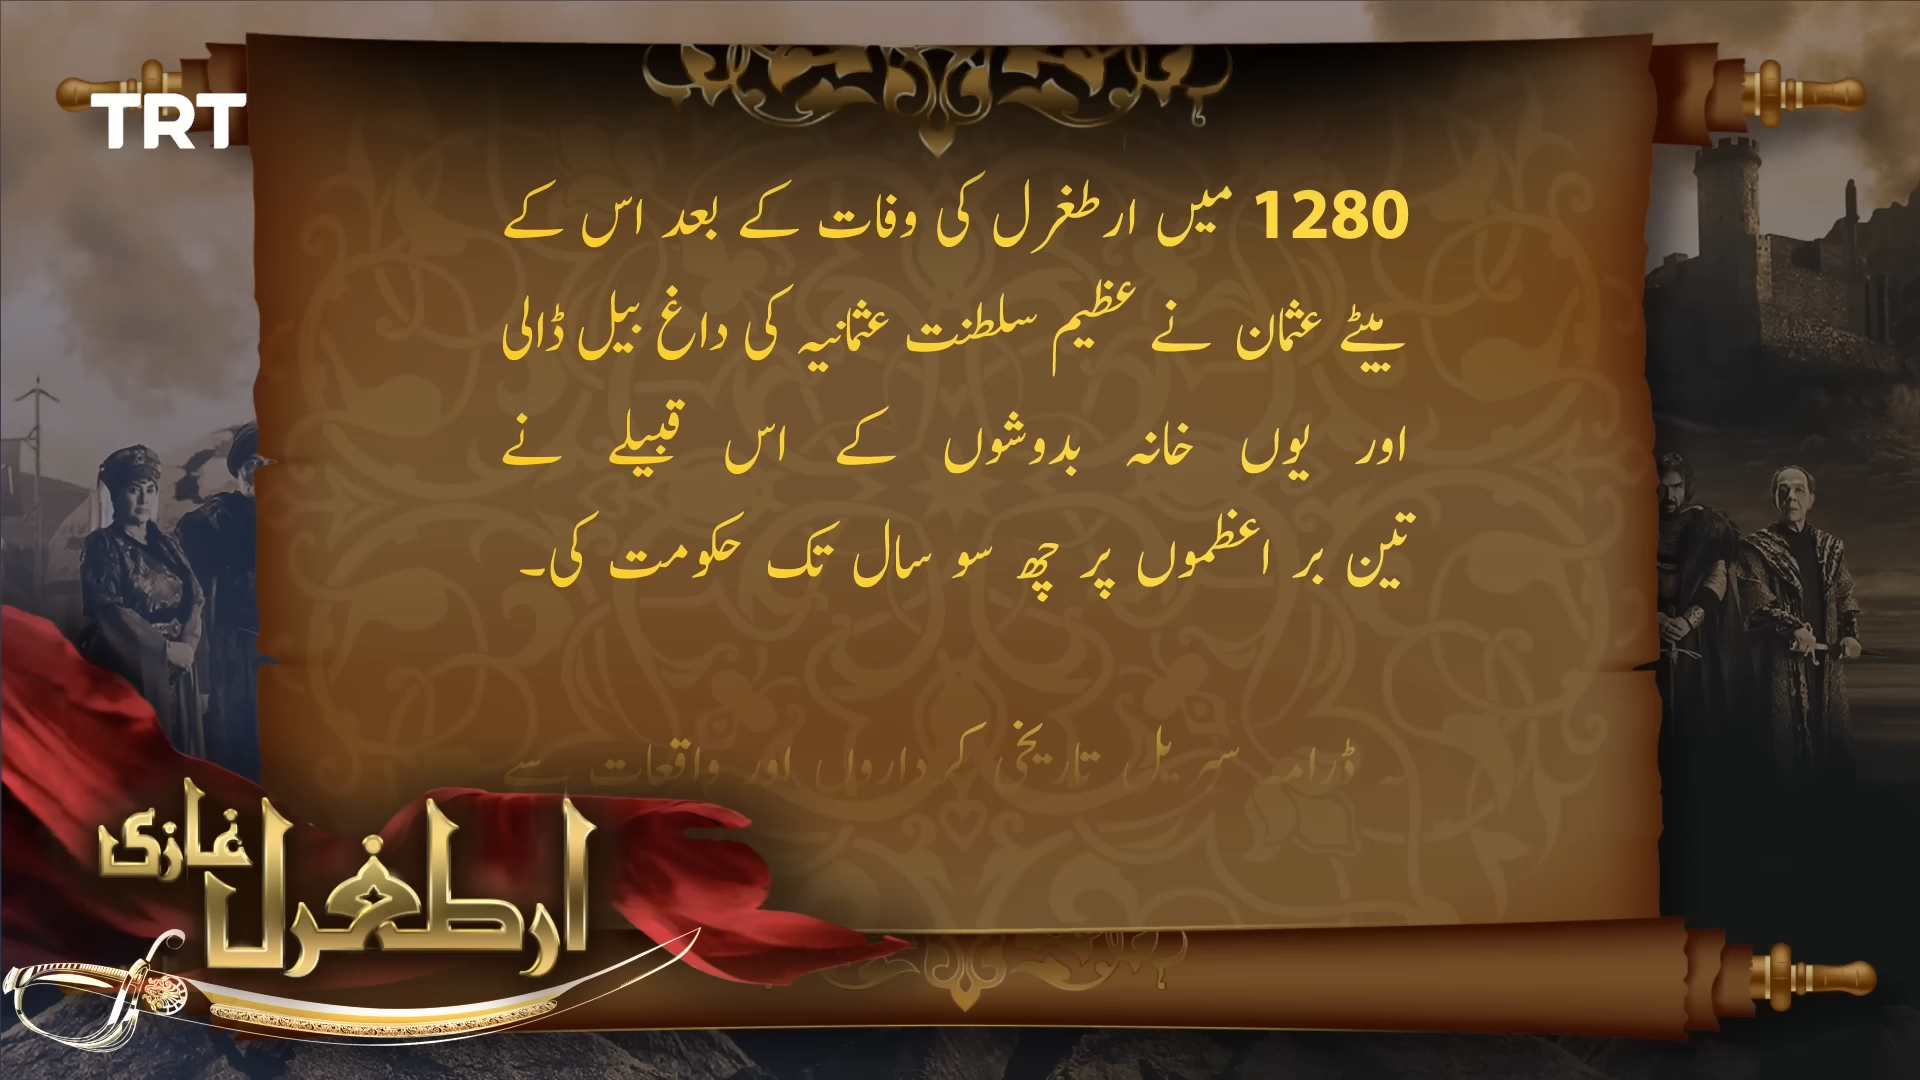 TRT
1280 میں ارطغرل کی وفات کے بعد اس کے
بیٹے عثمان نے عظیم سلطنت عثمانیہ کی داغ بیل ڈالی
اور یوں خانہ بدوشوں کے اس قبیلے نے
تین بر اعظموں پر چھ سو سال تک حکومت کی۔
ڈرامہ سریل تاریخی کرداروں اور واقعات سے
ارطغرل غازی